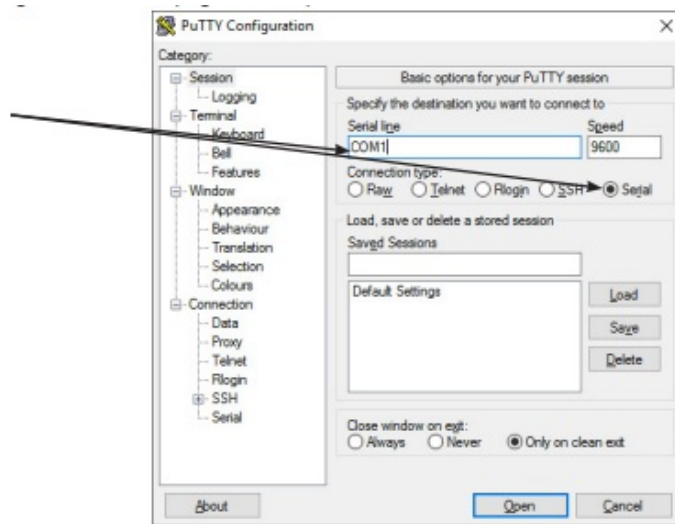 PuTTY Configuration
Category:
Session
Logging
Terminal
Keyboard
Bell
Features
Window
Appearance
Behaviour
Translation
Selection
Colours
Connection
Data
Proxy
Telnet
Rlogin
SSH
Serial
Basic options for your PuTTY session
Specify the destination you want to connect to
Serial line Speed
COM1 9600
Connection type:
Raw Telnet Rlogin SSH Serial
Load, save or delete a stored session
Saved Sessions
Default Settings
Load
Save
Delete
Close window on exit:
Always Never Only on clean exit
About Open Cancel